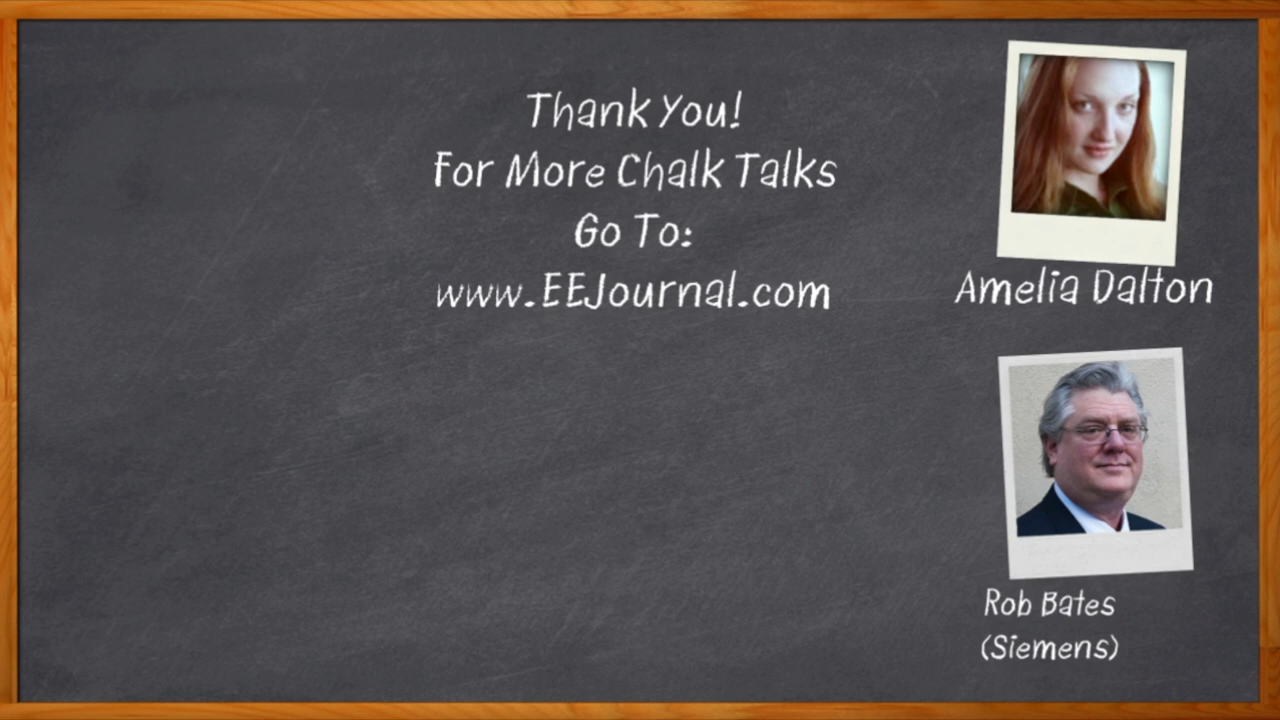 Thank You!
For More Chalk Talks
Go To:
www.EEJournal.com
Amelia Dalton
Rob Bates
(Siemens)